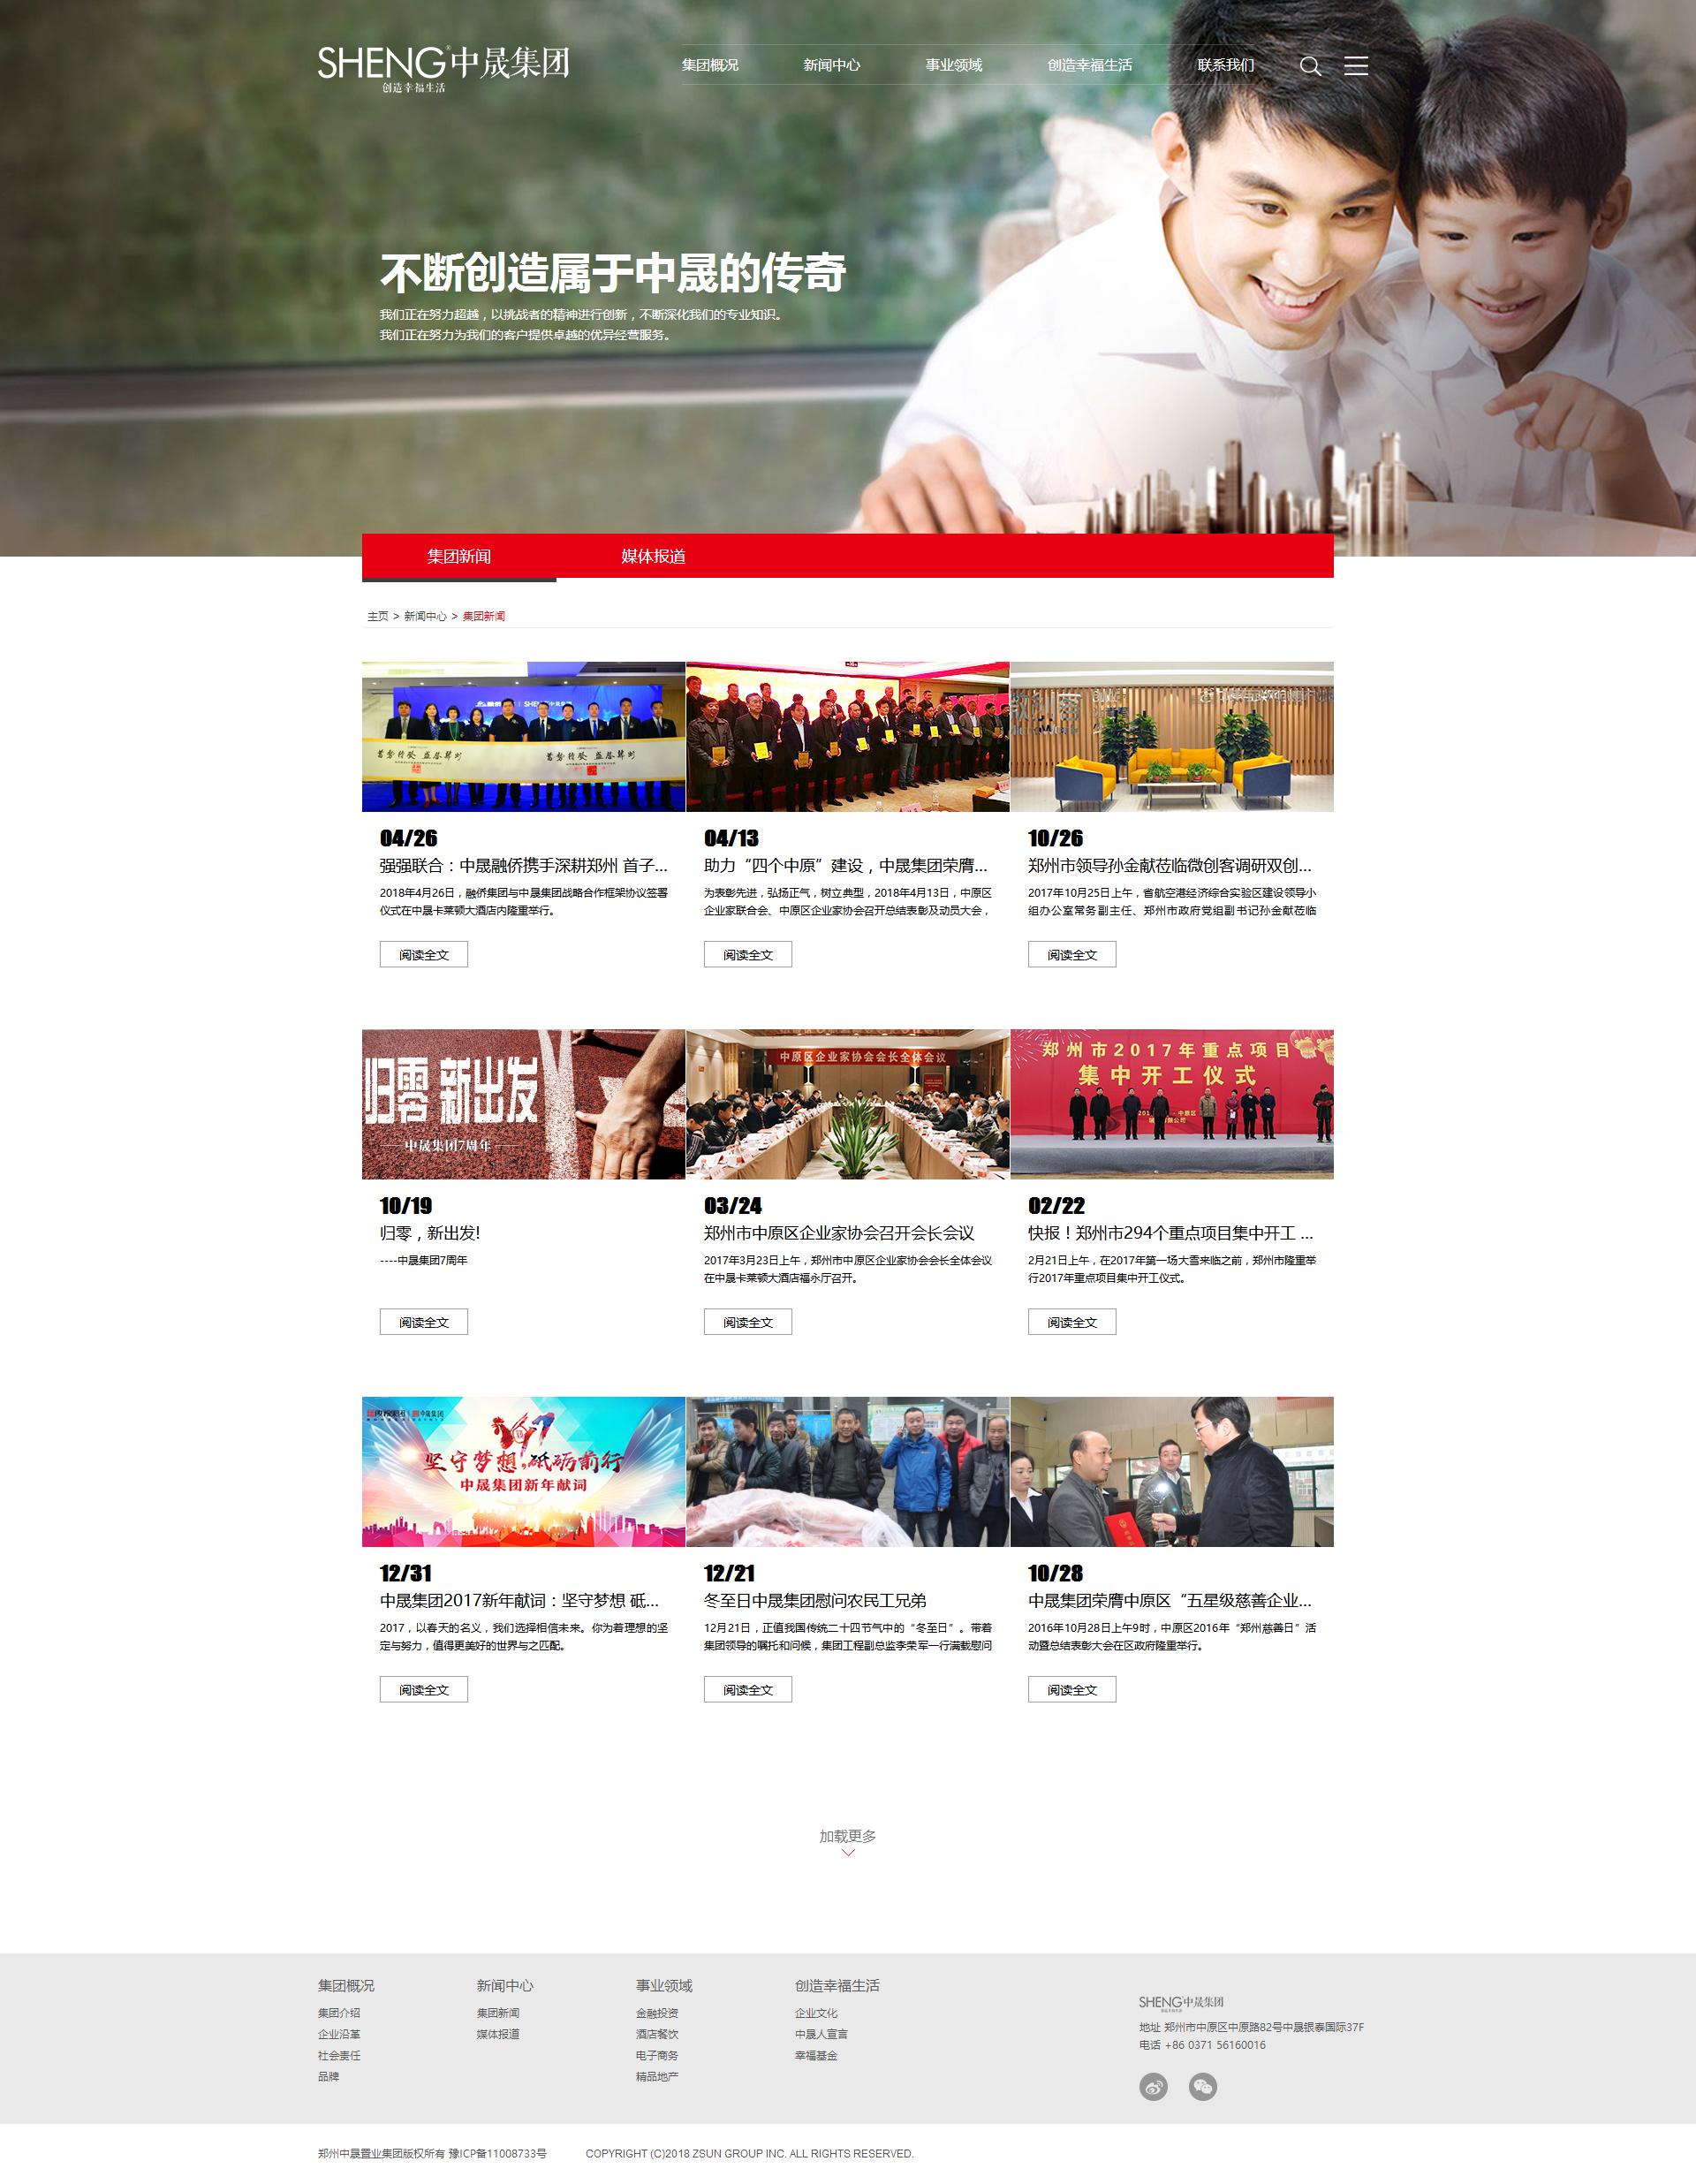 SHENG®中晟集团
创造幸福生活
集团概况 新闻中心 事业领域 创造幸福生活 联系我们
不断创造属于中晟的传奇
我们正在努力超越，以挑战者的精神进行创新，不断深化我们的专业知识。
我们正在努力为我们的客户提供卓越的优异经营服务。
集团新闻 媒体报道
主页 > 新闻中心 > 集团新闻
04/26
强强联合：中晟融侨携手深耕郑州 首子...
2018年4月26日，融侨集团与中晟集团战略合作框架协议签署
仪式在中晟卡莱顿大酒店内隆重举行。
阅读全文
04/13
助力“四个中原”建设，中晟集团荣膺...
为表彰先进，弘扬正气，树立典型，2018年4月13日，中原区
企业家联合会、中原区企业家协会召开总结表彰及动员大会，
阅读全文
10/26
郑州市领导孙金献莅临微创客调研双创...
2017年10月25日上午，省航空港经济综合实验区建设领导小
组办公室常务副主任、郑州市政府党组副书记孙金献莅临
阅读全文
归零 新出发
中晟集团7周年
10/19
归零，新出发!
----中晟集团7周年
阅读全文
中原区企业家协会会长全体会议
03/24
郑州市中原区企业家协会召开会长会议
2017年3月23日上午，郑州市中原区企业家协会会长全体会议
在中晟卡莱顿大酒店福永厅召开。
阅读全文
郑州市2017年重点项目
集中开工仪式
02/22
快报！郑州市294个重点项目集中开工 ...
2月21日上午，在2017年第一场大雪来临之前，郑州市隆重举
行2017年重点项目集中开工仪式。
阅读全文
坚守梦想,砥砺前行
中晟集团新年献词
12/31
中晟集团2017新年献词：坚守梦想 砥...
2017，以春天的名义，我们选择相信未来。你为着理想的坚
定与努力，值得更美好的世界与之匹配。
阅读全文
12/21
冬至日中晟集团慰问农民工兄弟
12月21日，正值我国传统二十四节气中的“冬至日”。带着
集团领导的嘱托和问候，集团工程副总监李荣军一行满载慰问
阅读全文
10/28
中晟集团荣膺中原区“五星级慈善企业...
2016年10月28日上午9时，中原区2016年“郑州慈善日”活
动暨总结表彰大会在区政府隆重举行。
阅读全文
加载更多
集团概况 新闻中心 事业领域 创造幸福生活
集团介绍 集团新闻 金融投资 企业文化
企业沿革 媒体报道 酒店餐饮 中晟人宣言
社会责任 电子商务 幸福基金
品牌 精品地产
SHENG®中晟集团
地址 郑州市中原区中原路82号中晟银泰国际37F
电话 +86 0371 56160016
郑州中晟置业集团版权所有 豫ICP备11008733号 COPYRIGHT (C)2018 ZSUN GROUP INC. ALL RIGHTS RESERVED.